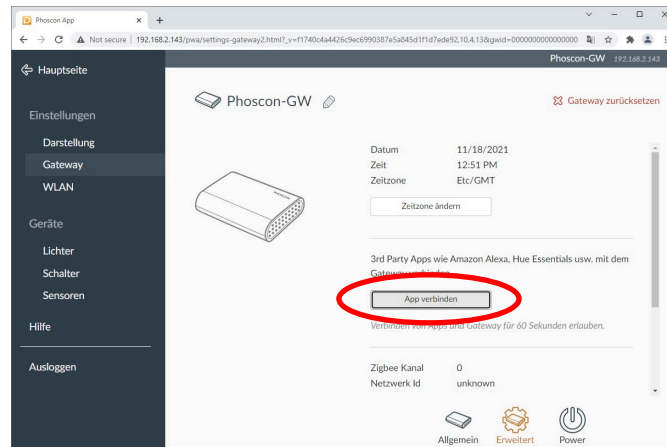 Phoscon App
Not secure 192.168.2.143/pwa/settings-gateway2.html?_v=f1740c4a4426c9ec6990387e5a845d1f1d7ede92,10,4,13&gwid=0000000000000000
Phoscon-GW 192.168.2.143
Hauptseite
Phoscon-GW
Gateway zurücksetzen
Einstellungen
Darstellung
Gateway
WLAN
Geräte
Lichter
Schalter
Sensoren
Hilfe
Ausloggen
Datum 11/18/2021
Zeit 12:51 PM
Zeitzone Etc/GMT
Zeitzone ändern
3rd Party Apps wie Amazon Alexa, Hue Essentials usw. mit dem
Gateway verbinden
App verbinden
Verbinden von Apps und Gateway für 60 Sekunden erlauben.
Zigbee Kanal 0
Netzwerk Id unknown
Allgemein Erweitert Power